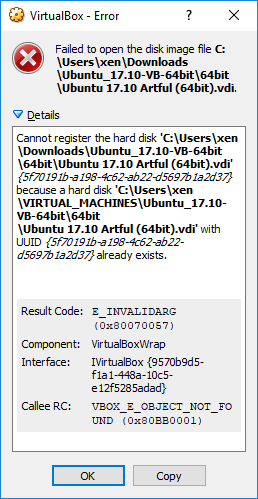 VirtualBox - Error
Failed to open the disk image file C:
\Users\xen\Downloads
\Ubuntu_17.10-VB-64bit\64bit
\Ubuntu 17.10 Artful (64bit).vdi.
Details
Cannot register the hard disk 'C:\Users\xen
\Downloads\Ubuntu_17.10-VB-64bit
\64bit\Ubuntu 17.10 Artful (64bit).vdi'
{5f70191b-a198-4c62-ab22-d5697b1a2d37}
because a hard disk 'C:\Users\xen
\VIRTUAL_MACHINES\Ubuntu_17.10-
VB-64bit\64bit
\Ubuntu 17.10 Artful (64bit).vdi' with
UUID {5f70191b-a198-4c62-ab22-
d5697b1a2d37} already exists.
Result Code: E_INVALIDARG
(0x80070057)
Component: VirtualBoxWrap
Interface: IVirtualBox {9570b9d5-
f1a1-448a-10c5-
e12f5285adad}
Callee RC: VBOX_E_OBJECT_NOT_FO
UND (0x80BB0001)
OK Copy